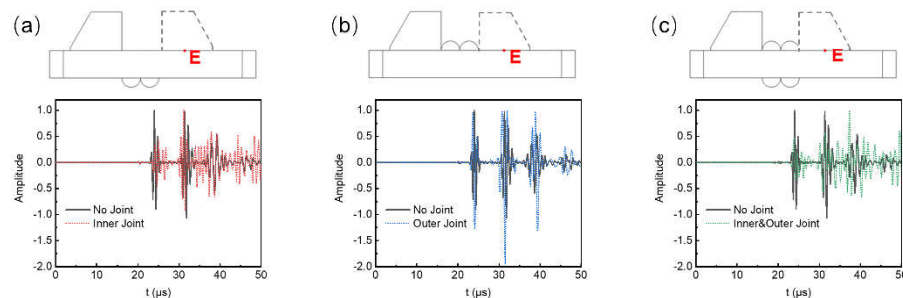 (a)
E
1.0
0.5
0.0
-0.5
-1.0
-1.5
-2.0
Amplitude
No Joint
Inner Joint
0 10 20 30 40 50
t (μs)
(b)
E
1.0
0.5
0.0
-0.5
-1.0
-1.5
-2.0
Amplitude
No Joint
Outer Joint
0 10 20 30 40 50
t (μs)
(c)
E
1.0
0.5
0.0
-0.5
-1.0
-1.5
-2.0
Amplitude
No Joint
Inner&Outer Joint
0 10 20 30 40 50
t (μs)